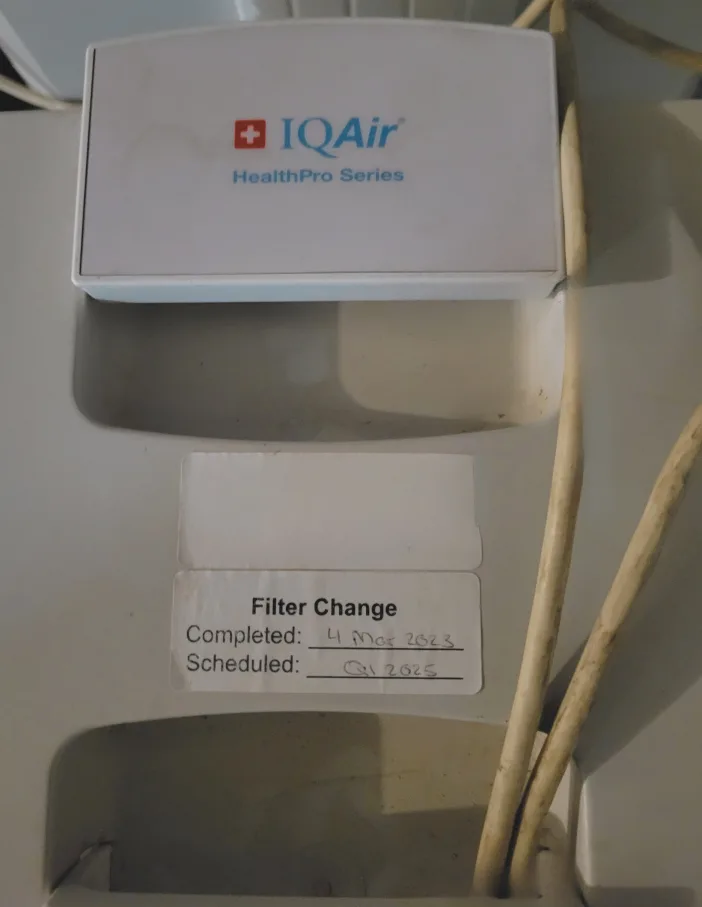 IQAir®
HealthPro Series
Filter Change
Completed: 4 Mar 2023
Scheduled: Q1 2025